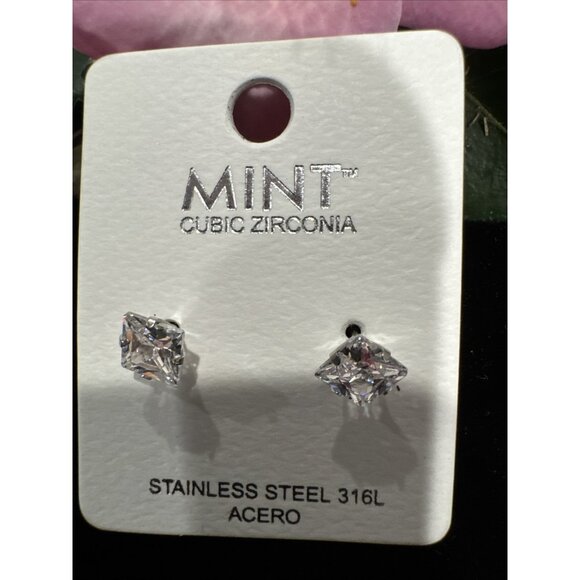 MINT™
CUBIC ZIRCONIA
STAINLESS STEEL 316L
ACERO